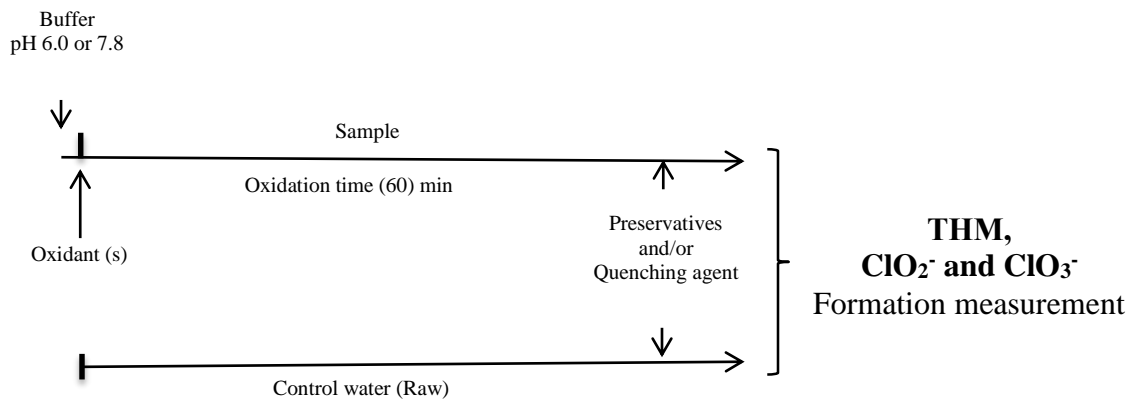 Buffer
pH 6.0 or 7.8
Sample
Oxidation time (60) min
Oxidant (s)
Preservatives
and/or
Quenching agent
THM,
ClO₂⁻ and ClO₃⁻
Formation measurement
Control water (Raw)